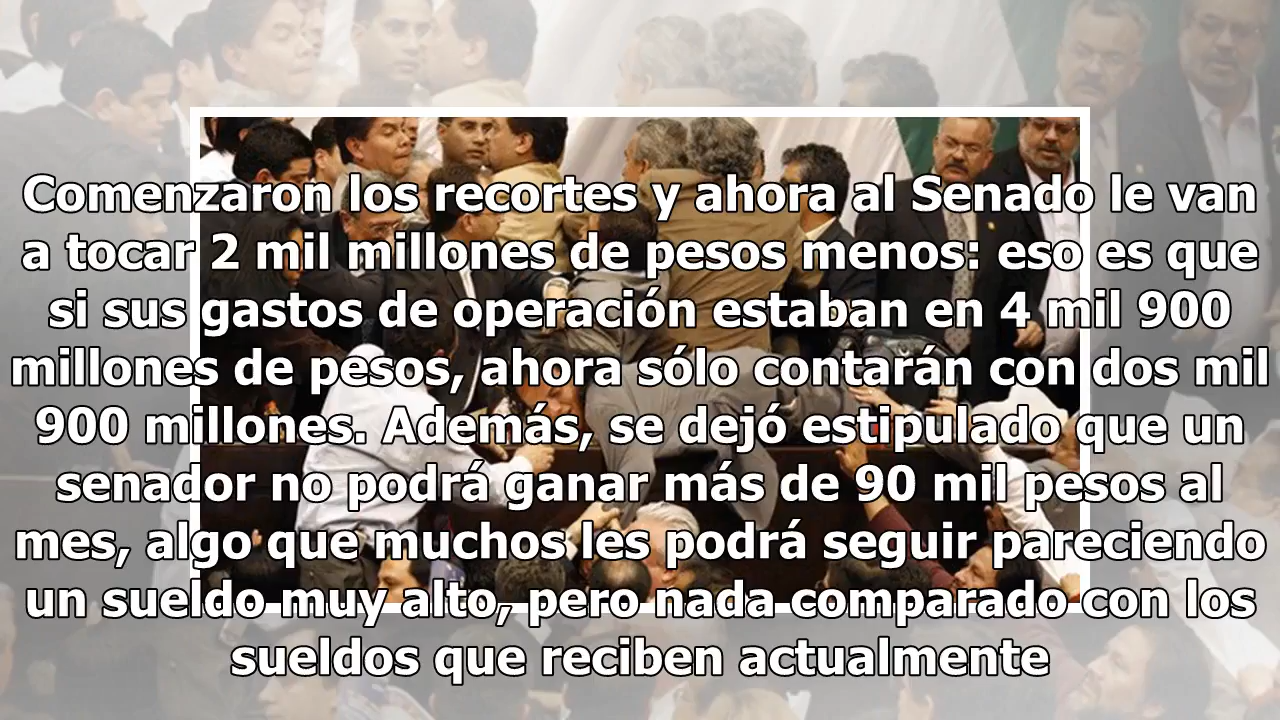 Comenzaron los recortes y ahora al Senado le van
a tocar 2 mil millones de pesos menos: eso es que
si sus gastos de operación estaban en 4 mil 900
millones de pesos, ahora sólo contarán con dos mil
900 millones. Además, se dejó estipulado que un
senador no podrá ganar más de 90 mil pesos al
mes, algo que muchos les podrá seguir pareciendo
un sueldo muy alto, pero nada comparado con los
sueldos que reciben actualmente